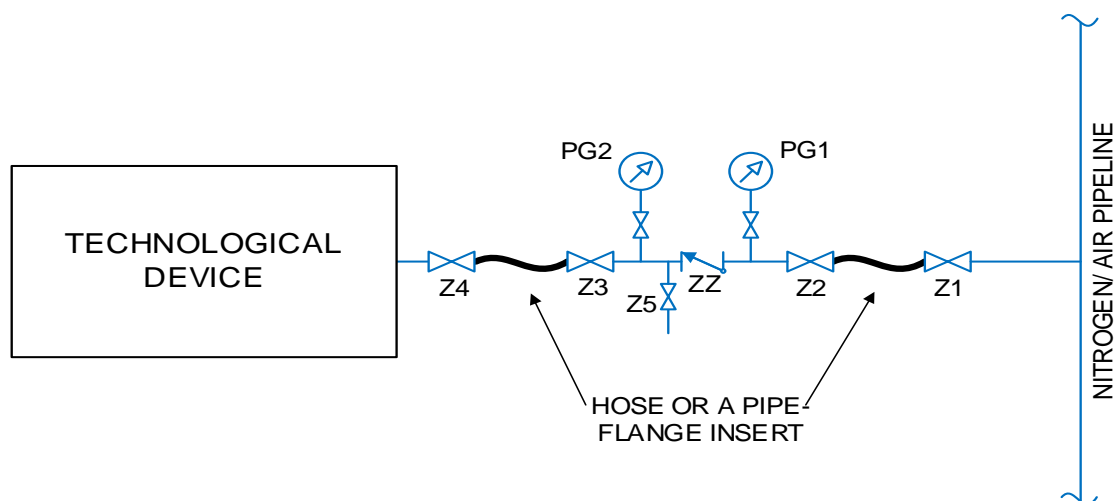 PG2
PG1
TECHNOLOGICAL
DEVICE
Z4
Z3
Z5
ZZ
Z2
Z1
HOSE OR A PIPE-
FLANGE INSERT
NITROGEN/ AIR PIPELINE